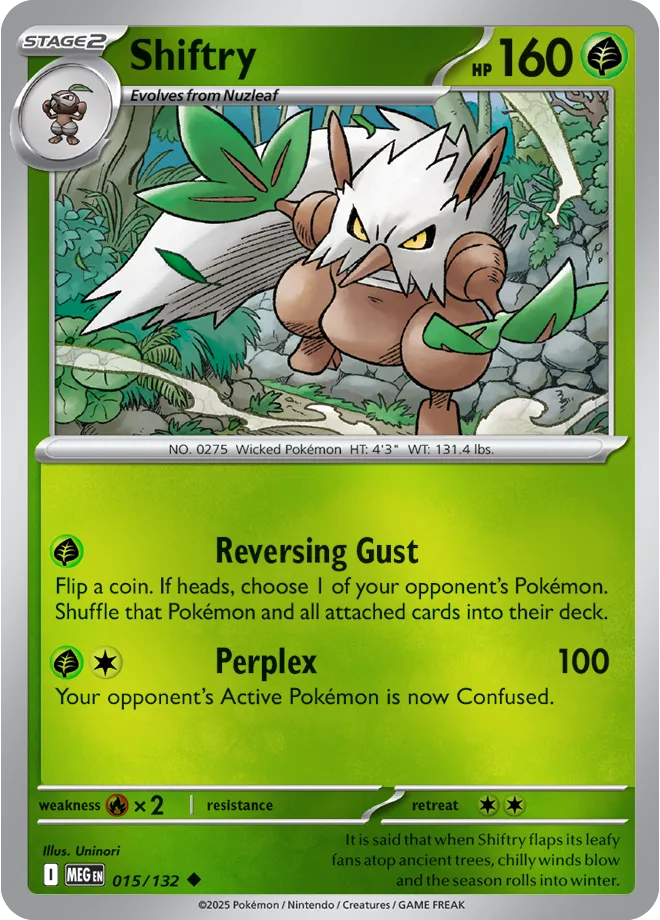 STAGE2
Shiftry
HP 160
Evolves from Nuzleaf
NO. 0275 Wicked Pokémon HT: 4'3" WT: 131.4 lbs.
Reversing Gust
Flip a coin. If heads, choose 1 of your opponent's Pokémon.
Shuffle that Pokémon and all attached cards into their deck.
Perplex 100
Your opponent's Active Pokémon is now Confused.
weakness ×2 resistance retreat
Illus. Uninori
It is said that when Shiftry flaps its leafy
fans atop ancient trees, chilly winds blow
and the season rolls into winter.
I MEG EN 015/132
©2025 Pokémon / Nintendo / Creatures / GAME FREAK